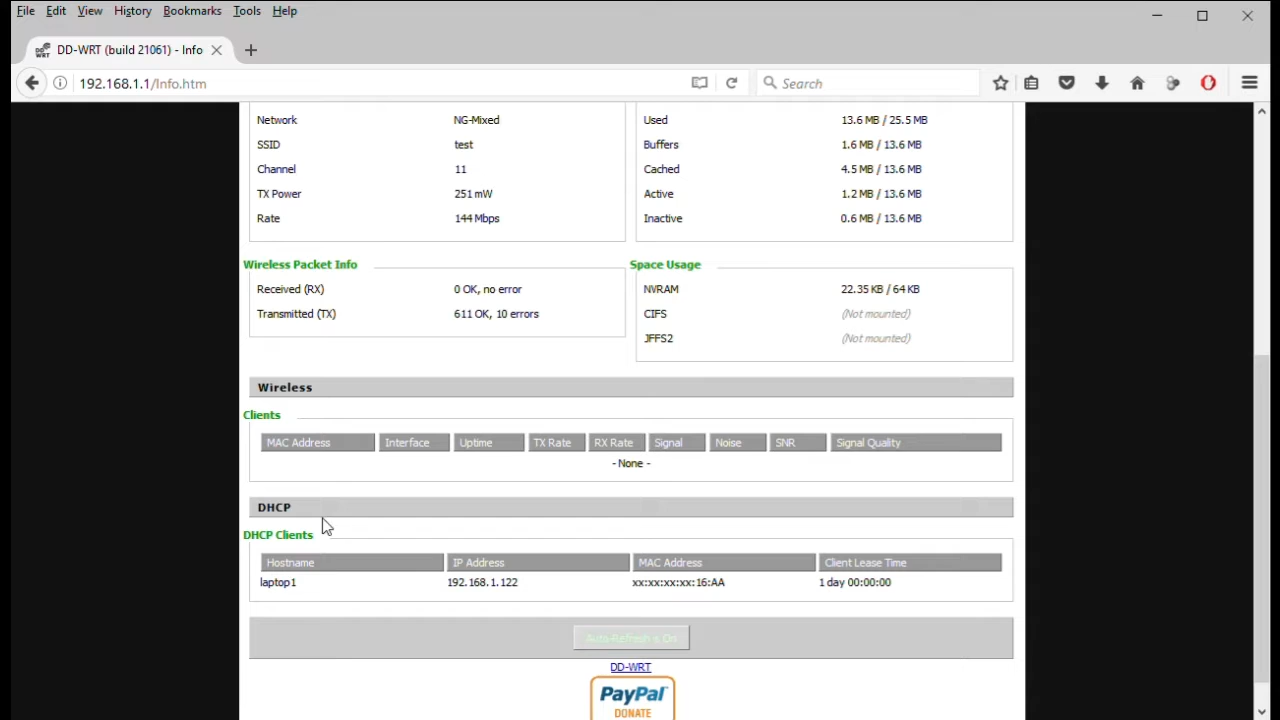 File Edit View History Bookmarks Tools Help
DD-WRT (build 21061) - Info
192.168.1.1/Info.htm
Search
Network NG-Mixed Used 13.6 MB / 25.5 MB
SSID test Buffers 1.6 MB / 13.6 MB
Channel 11 Cached 4.5 MB / 13.6 MB
TX Power 251 mW Active 1.2 MB / 13.6 MB
Rate 144 Mbps Inactive 0.6 MB / 13.6 MB
Wireless Packet Info Space Usage
Received (RX) 0 OK, no error NVRAM 22.35 KB / 64 KB
Transmitted (TX) 611 OK, 10 errors CIFS (Not mounted)
JFFS2 (Not mounted)
Wireless
Clients
MAC Address Interface Uptime TX Rate RX Rate Signal Noise SNR Signal Quality
- None -
DHCP
DHCP Clients
Hostname IP Address MAC Address Client Lease Time
laptop1 192.168.1.122 xx:xx:xx:xx:16:AA 1 day 00:00:00
Auto-Refresh is On
DD-WRT
PayPal
DONATE